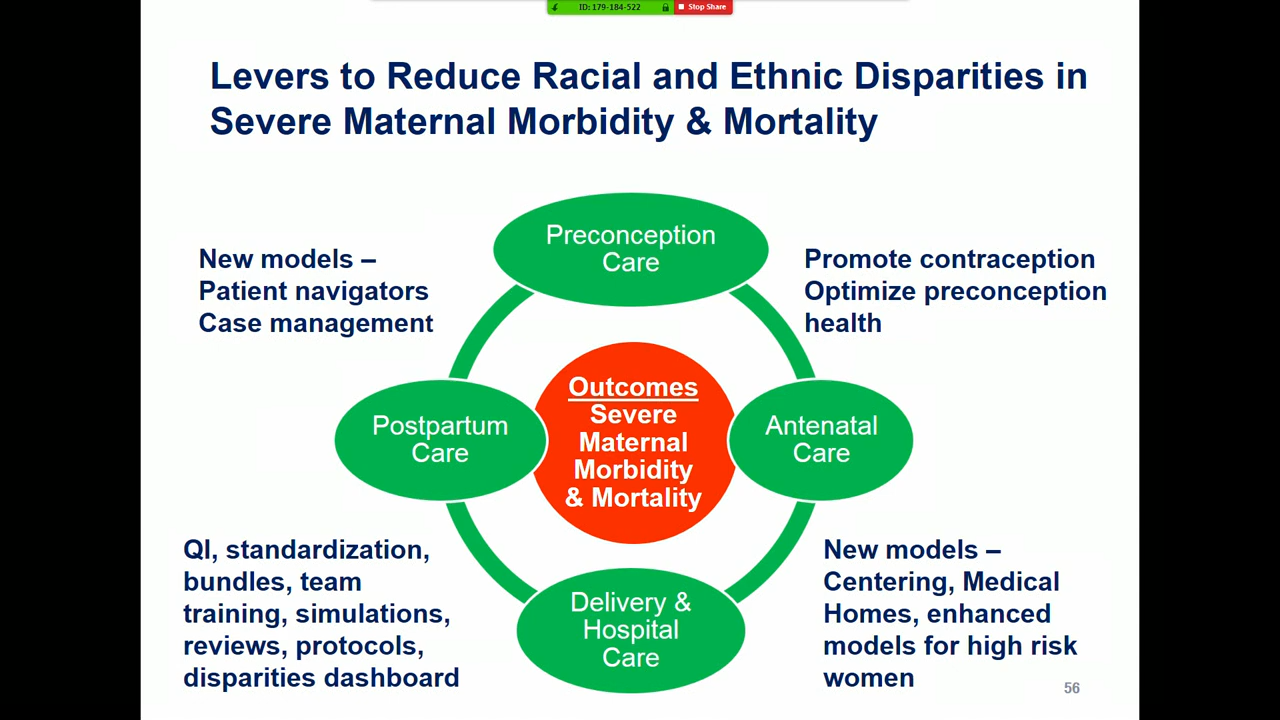 ID: 179-184-522
Stop Share
Levers to Reduce Racial and Ethnic Disparities in
Severe Maternal Morbidity & Mortality
Preconception
Care
New models –
Patient navigators
Case management
Promote contraception
Optimize preconception
health
Outcomes
Severe
Maternal
Morbidity
& Mortality
Postpartum
Care
Antenatal
Care
QI, standardization,
bundles, team
training, simulations,
reviews, protocols,
disparities dashboard
Delivery &
Hospital
Care
New models –
Centering, Medical
Homes, enhanced
models for high risk
women
56